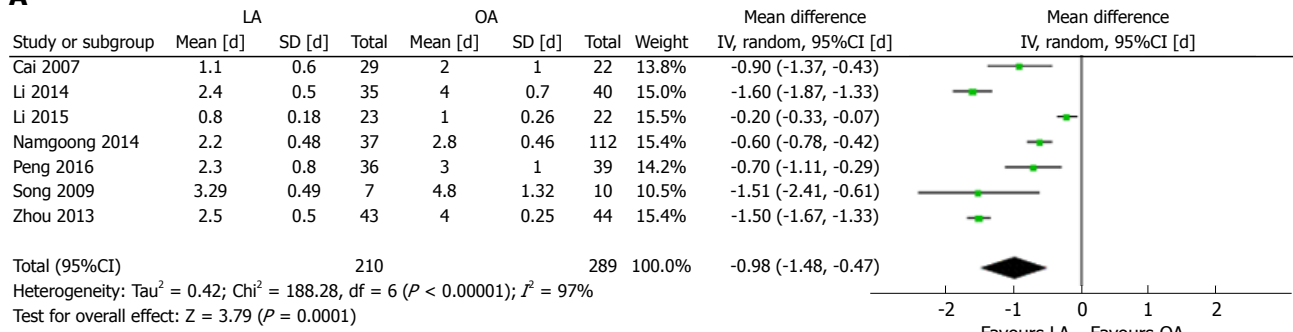 A
LA OA Mean difference Mean difference
Study or subgroup Mean [d] SD [d] Total Mean [d] SD [d] Total Weight IV, random, 95%CI [d] IV, random, 95%CI [d]
Cai 2007 1.1 0.6 29 2 1 22 13.8% -0.90 (-1.37, -0.43)
Li 2014 2.4 0.5 35 4 0.7 40 15.0% -1.60 (-1.87, -1.33)
Li 2015 0.8 0.18 23 1 0.26 22 15.5% -0.20 (-0.33, -0.07)
Namgoong 2014 2.2 0.48 37 2.8 0.46 112 15.4% -0.60 (-0.78, -0.42)
Peng 2016 2.3 0.8 36 3 1 39 14.2% -0.70 (-1.11, -0.29)
Song 2009 3.29 0.49 7 4.8 1.32 10 10.5% -1.51 (-2.41, -0.61)
Zhou 2013 2.5 0.5 43 4 0.25 44 15.4% -1.50 (-1.67, -1.33)
Total (95%CI) 210 289 100.0% -0.98 (-1.48, -0.47)
Heterogeneity: Tau² = 0.42; Chi² = 188.28, df = 6 (P < 0.00001); I² = 97%
Test for overall effect: Z = 3.79 (P = 0.0001)
-2 -1 0 1 2
Favours LA Favours OA